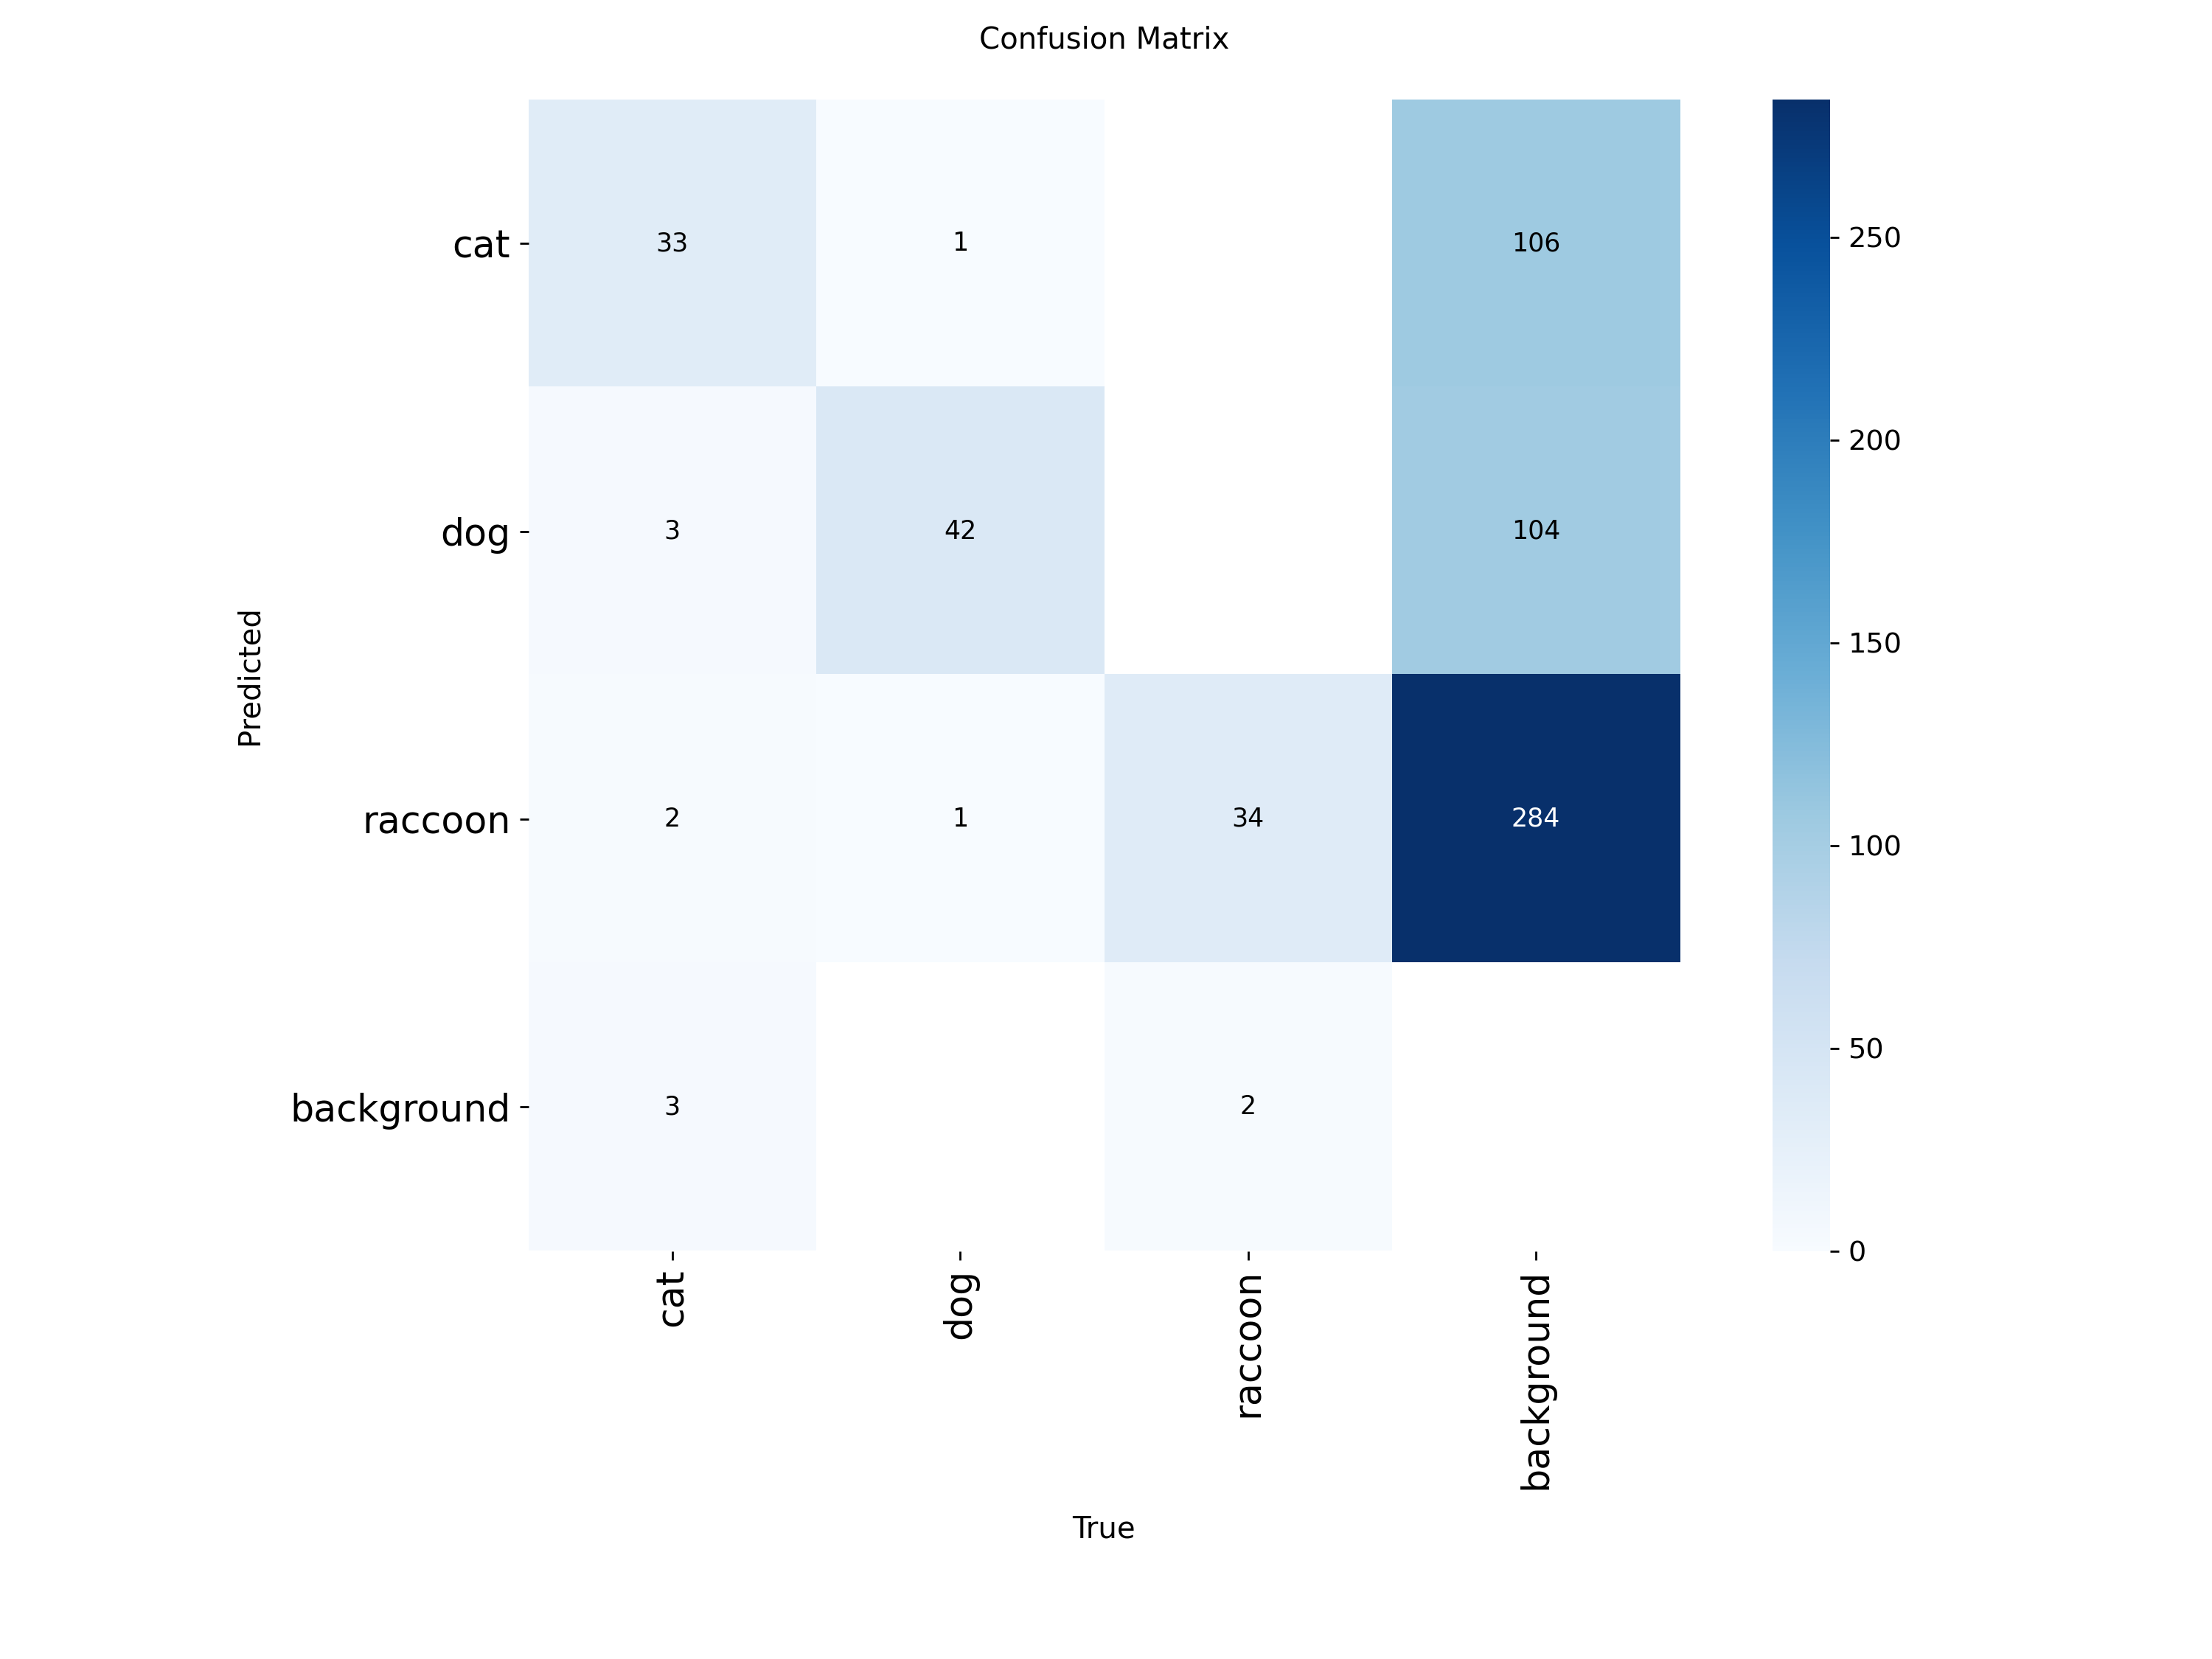 Confusion Matrix
cat
33
1
106
dog
3
42
104
raccoon
2
1
34
284
background
3
2
Predicted
cat
dog
raccoon
background
True
250
200
150
100
50
0